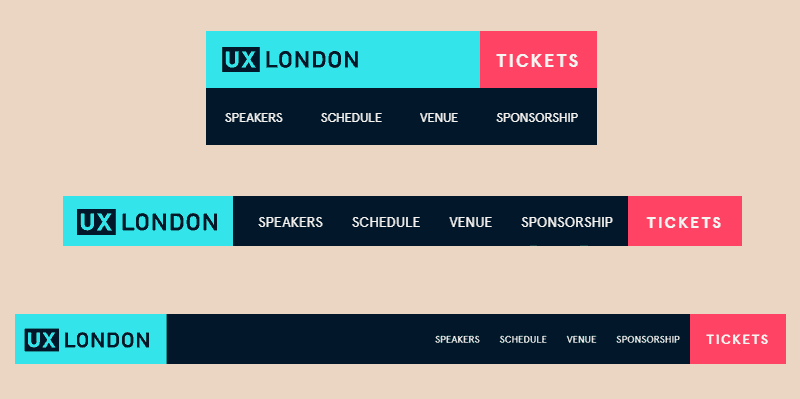 UX LONDON TICKETS
SPEAKERS SCHEDULE VENUE SPONSORSHIP
UX LONDON SPEAKERS SCHEDULE VENUE SPONSORSHIP TICKETS
UX LONDON SPEAKERS SCHEDULE VENUE SPONSORSHIP TICKETS